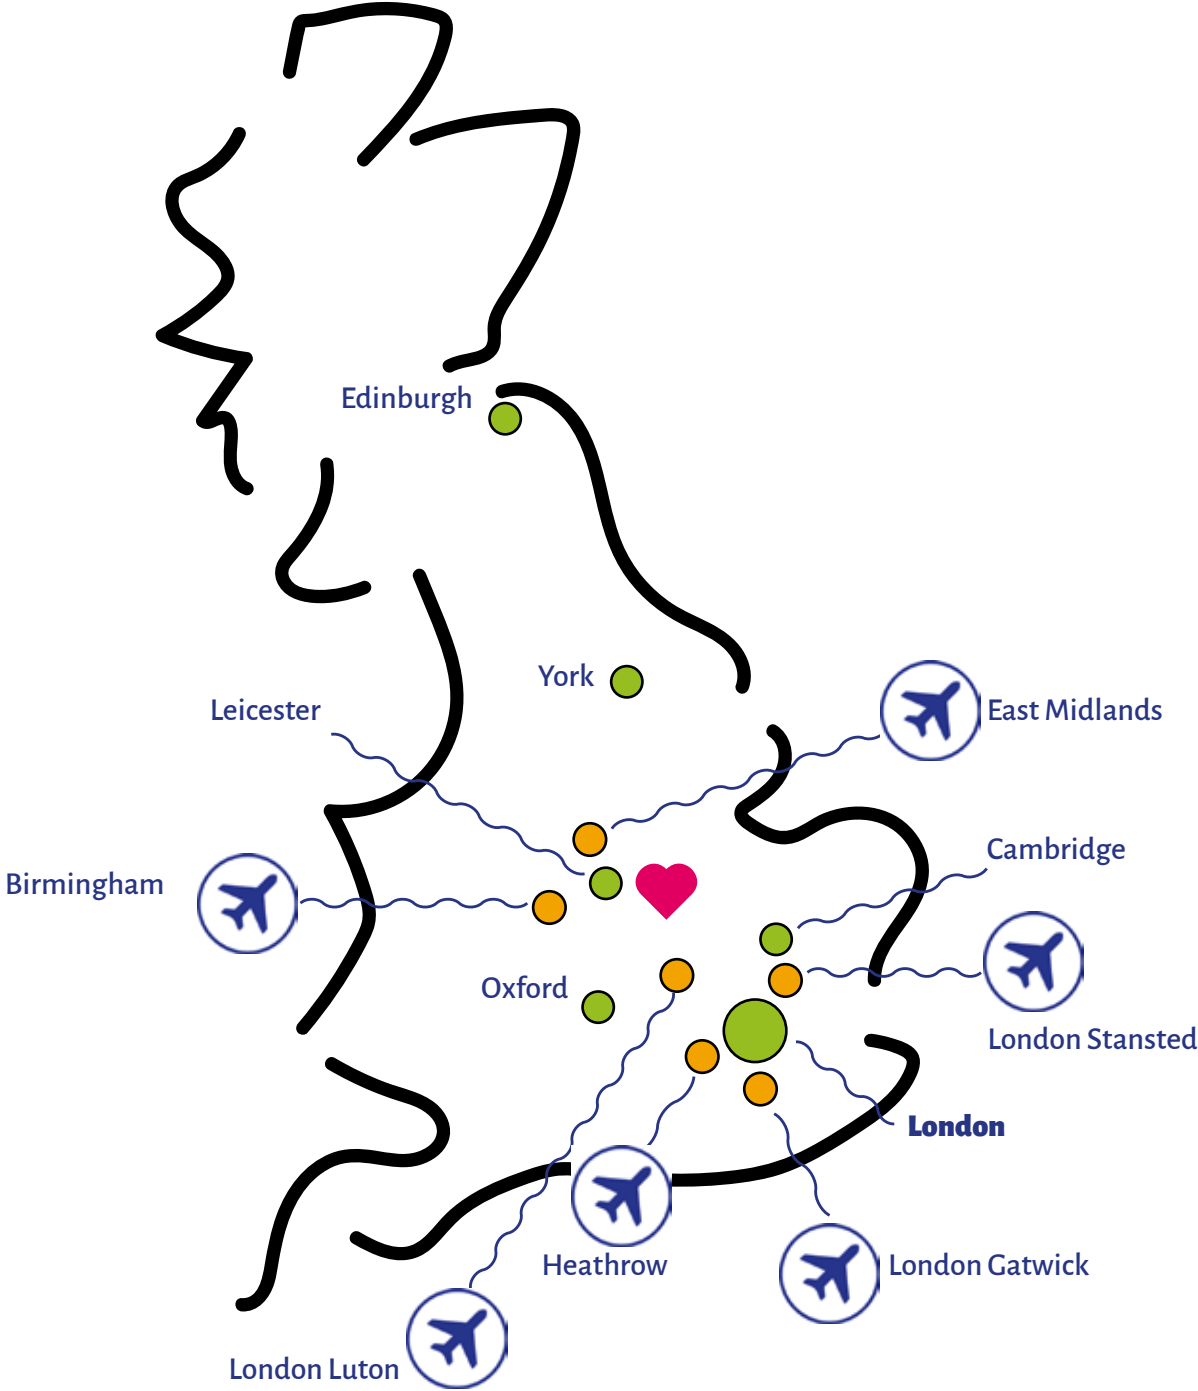 Edinburgh
York
Leicester
East Midlands
Cambridge
Birmingham
Oxford
London Stansted
London
Heathrow
London Gatwick
London Luton